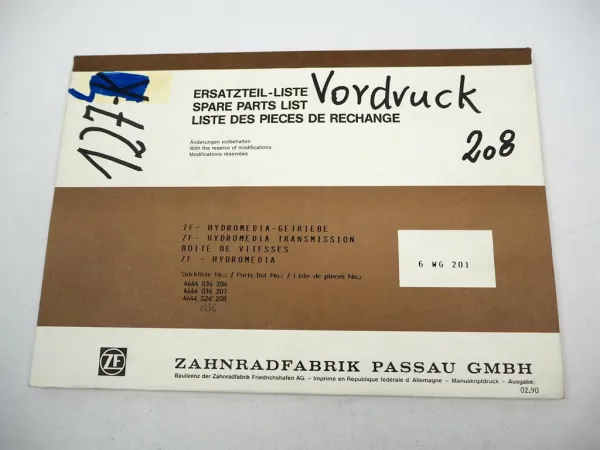 127-K
ERSATZTEIL-LISTE
SPARE PARTS LIST
LISTE DES PIECES DE RECHANGE
Vordruck
208
Änderungen vorbehalten
With the reserve of modifications
Modifications réservées
ZF- HYDROMEDIA-GETRIEBE
ZF- HYDROMEDIA TRANSMISSION
BOITE DE VITESSES
ZF - HYDROMEDIA
6 WG 201
Stückliste Nr.: / Parts list No.: / Liste de pieces No.:
4644 036 204
4644 036 207
4644 026 208
036
ZF
ZAHNRADFABRIK PASSAU GMBH
Baulizenz der Zahnradfabrik Friedrichshafen AG. – Imprimé en Republique fedérale d'Allemagne – Manuskriptdruck – Ausgabe:
02.90